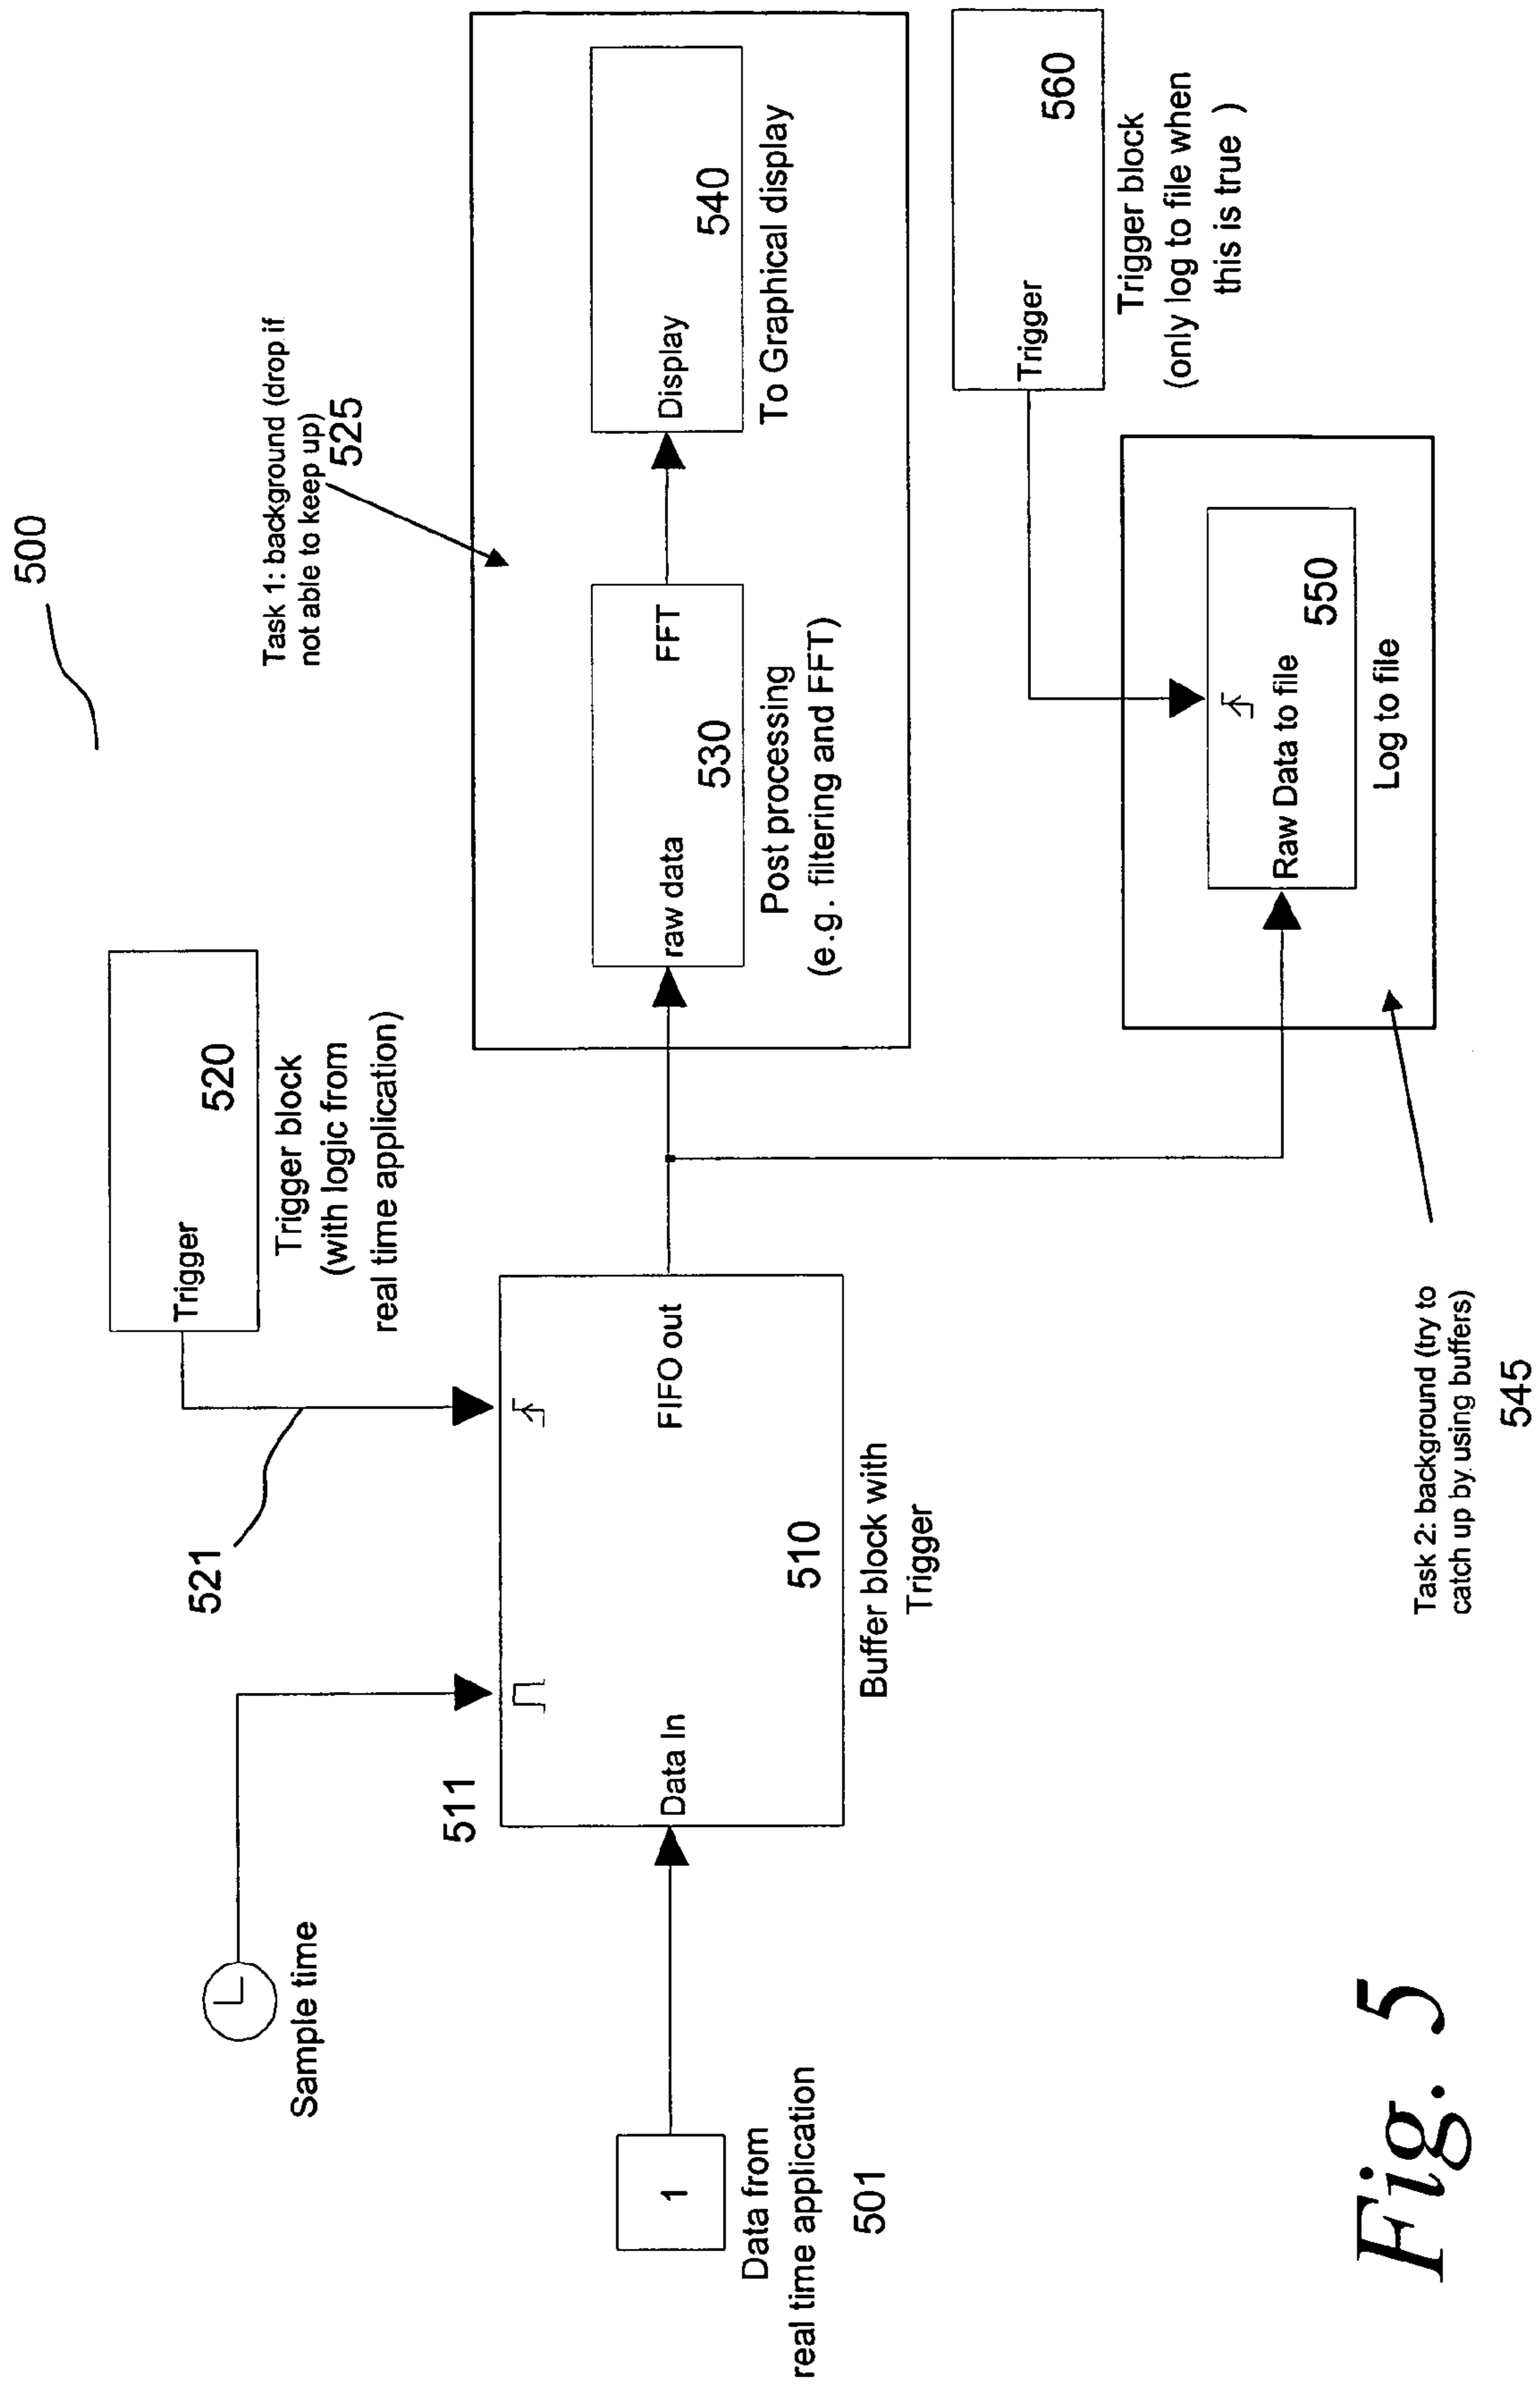 500
Task 1: background (drop if
not able to keep up)
525
Trigger
520
Trigger block
(with logic from
real time application)
521
Sample time
511
Data In
FIFO out
510
Buffer block with
Trigger
1
Data from
real time application
501
raw data
FFT
530
Post processing
(e.g. filtering and FFT)
Display
540
To Graphical display
Trigger
560
Trigger block
(only log to file when
this is true )
Raw Data to file
550
Log to file
Task 2: background (try to
catch up by using buffers)
545
Fig. 5